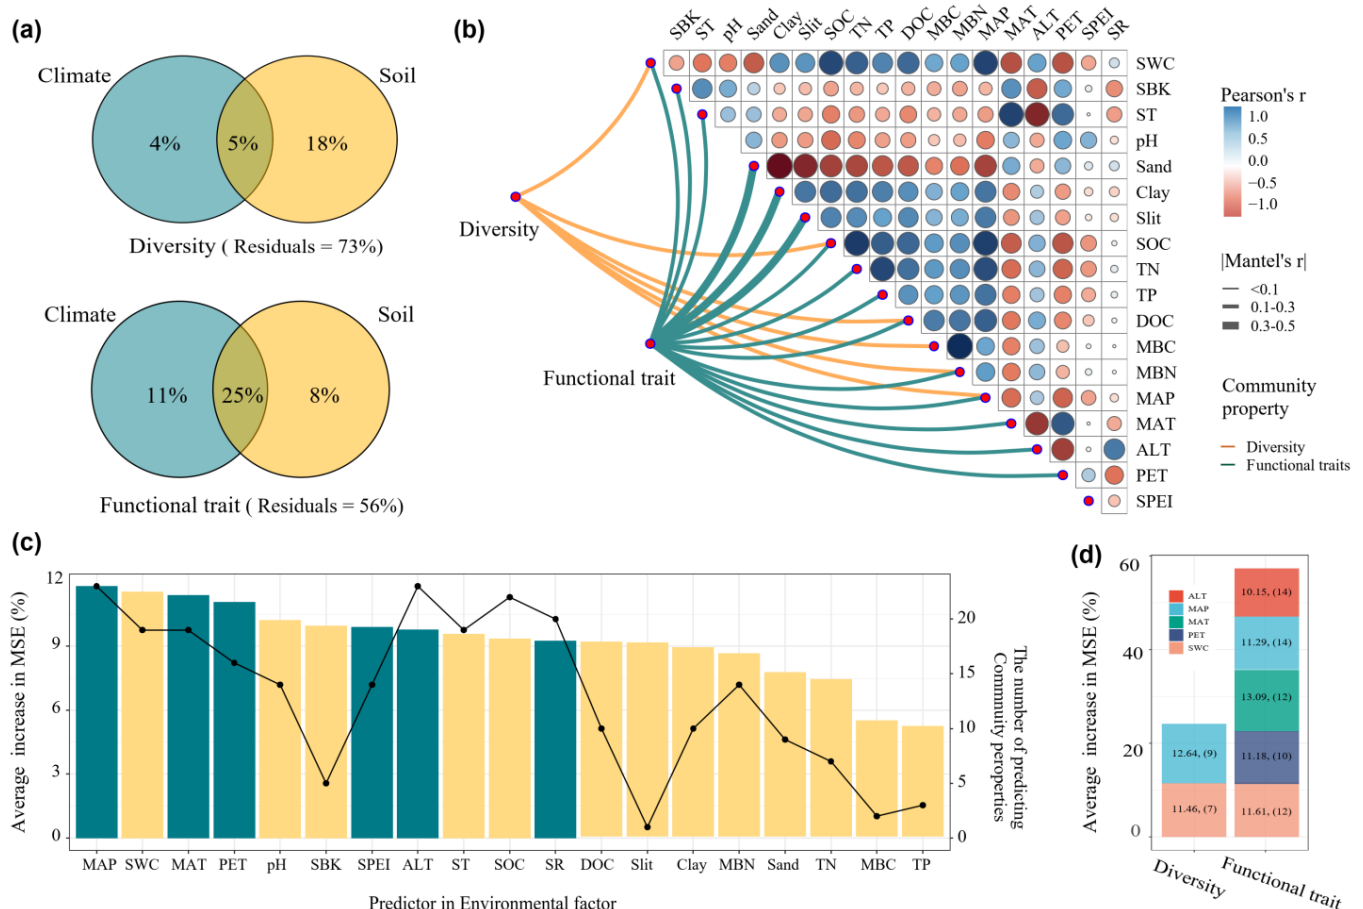 (a)
Climate
Soil
4%
5%
18%
Diversity ( Residuals = 73%)
Climate
Soil
11%
25%
8%
Functional trait ( Residuals = 56%)
(b)
SBK
ST
pH
Sand
Clay
Slit
SOC
TN
TP
DOC
MBC
MBN
MAP
MAT
ALT
PET
SPEI
SR
SWC
SBK
ST
pH
Sand
Clay
Slit
SOC
TN
TP
DOC
MBC
MBN
MAP
MAT
ALT
PET
SPEI
Diversity
Functional trait
Pearson's r
1.0
0.5
0.0
−0.5
−1.0
|Mantel's r|
<0.1
0.1-0.3
0.3-0.5
Community
property
Diversity
Functional traits
(c)
Average increase in MSE (%)
12
9
6
3
0
20
15
10
5
0
The number of predicting
Commuity peroperties
MAP SWC MAT PET pH SBK SPEI ALT ST SOC SR DOC Slit Clay MBN Sand TN MBC TP
Predictor in Environmental factor
(d)
Average increase in MSE (%)
60
40
20
0
ALT
MAP
MAT
PET
SWC
12.64, (9)
11.46, (7)
10.15, (14)
11.29, (14)
13.09, (12)
11.18, (10)
11.61, (12)
Diversity
Functional trait